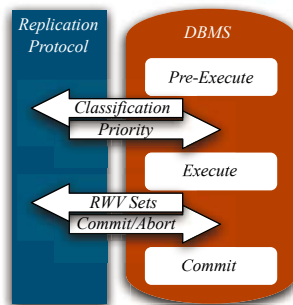 Replication
Protocol
DBMS
Pre-Execute
Classification
Priority
Execute
RWV Sets
Commit/Abort
Commit